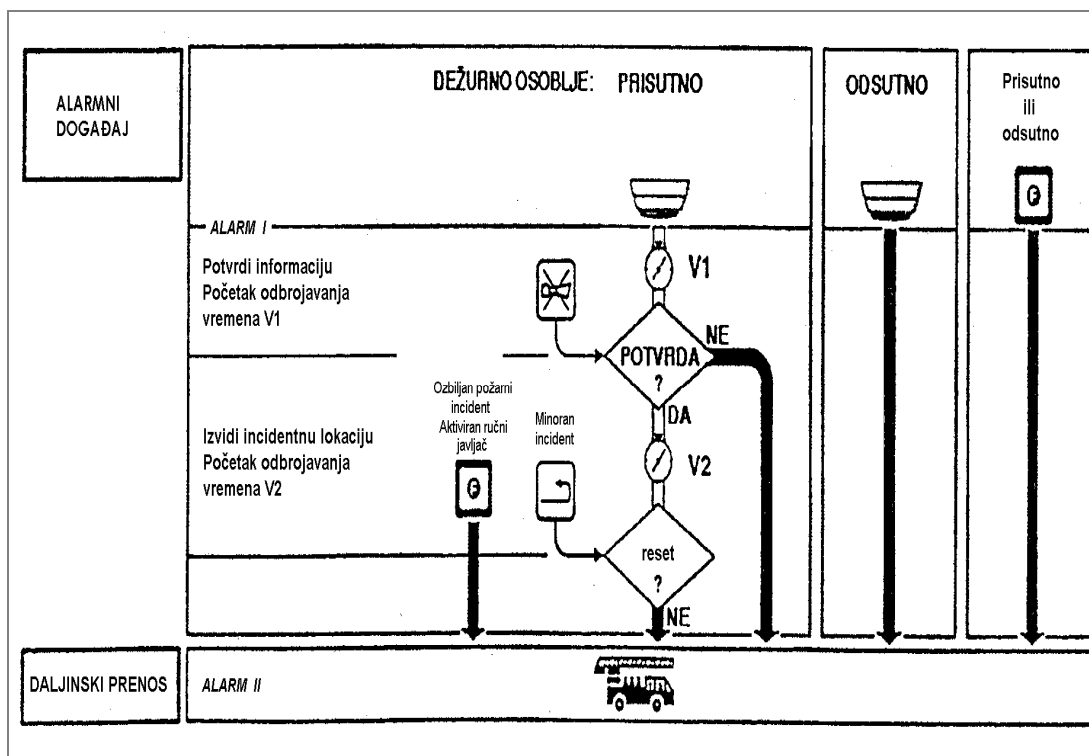 ALARMNI
DOGAĐAJ
DEŽURNO OSOBLJE: PRISUTNO
ODSUTNO
Prisutno
ili
odsutno
ALARM I
Potvrdi informaciju
Početak odbrojavanja
vremena V1
V1
NE
POTVRDA
?
DA
Ozbiljan požarni
incident
Aktiviran ručni
javljač
Minoran
incident
Izvidi incidentnu lokaciju
Početak odbrojavanja
vremena V2
V2
reset
?
NE
DALJINSKI PRENOS
ALARM II